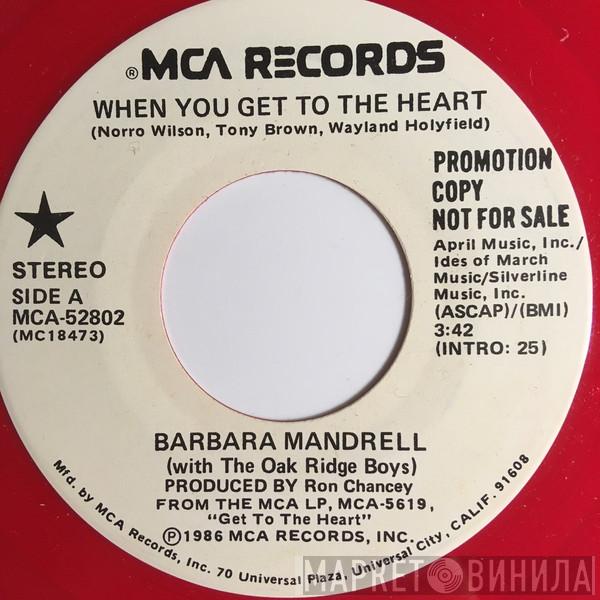 ® MCA RECORDS
WHEN YOU GET TO THE HEART
(Norro Wilson, Tony Brown, Wayland Holyfield)
PROMOTION
COPY
NOT FOR SALE
April Music, Inc./
Ides of March
Music/Silverline
Music, Inc.
(ASCAP)/(BMI)
3:42
(INTRO: 25)
STEREO
SIDE A
MCA-52802
(MC18473)
BARBARA MANDRELL
(with The Oak Ridge Boys)
PRODUCED BY Ron Chancey
FROM THE MCA LP, MCA-5619,
"Get To The Heart"
℗1986 MCA RECORDS, INC.
Mfd. by MCA Records, Inc. 70 Universal Plaza, Universal City, CALIF. 91608
МАРКЕТ ВИНИЛА